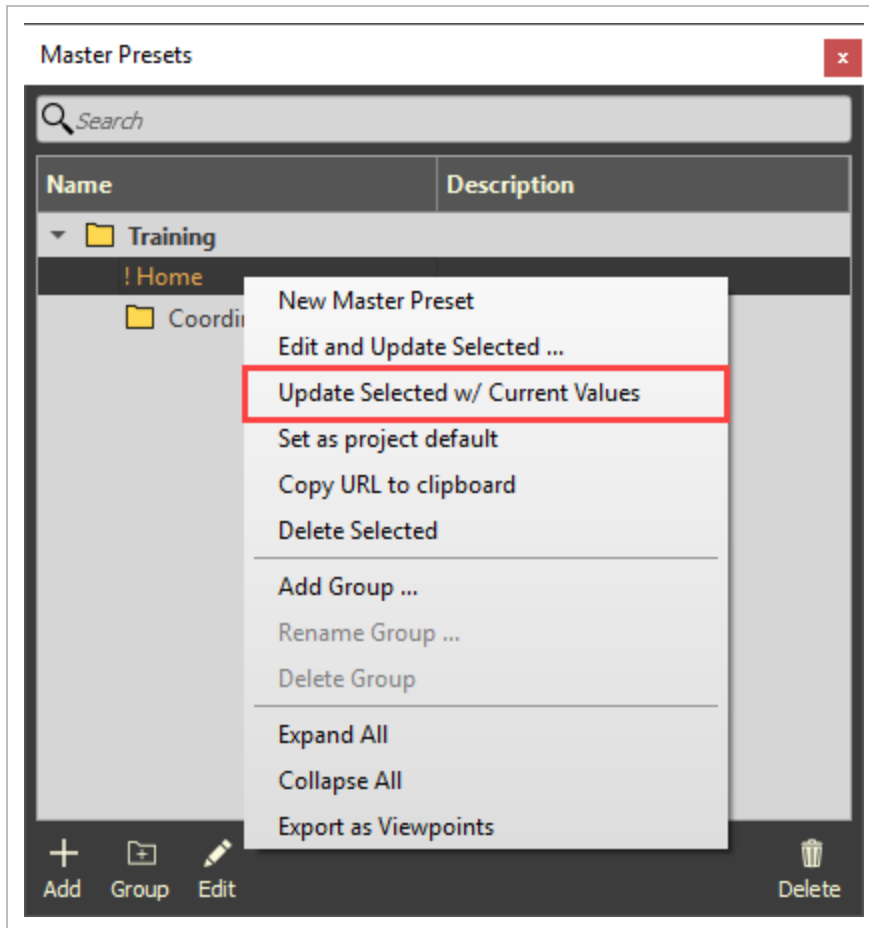 Master Presets
x
Search
Name Description
Training
! Home
New Master Preset
Edit and Update Selected ...
Update Selected w/ Current Values
Set as project default
Copy URL to clipboard
Delete Selected
Add Group ...
Rename Group ...
Delete Group
Expand All
Collapse All
Export as Viewpoints
Add Group Edit Delete